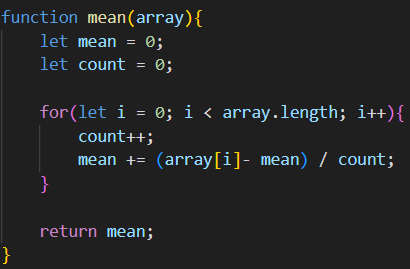 function mean(array){
    let mean = 0;
    let count = 0;

    for(let i = 0; i < array.length; i++){
        count++;
        mean += (array[i]- mean) / count;
    }

    return mean;
}